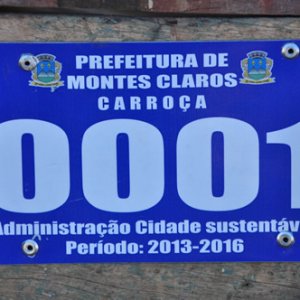 PREFEITURA DE
MONTES CLAROS
CARROÇA
0001
Administração Cidade sustentáv
Período: 2013-2016